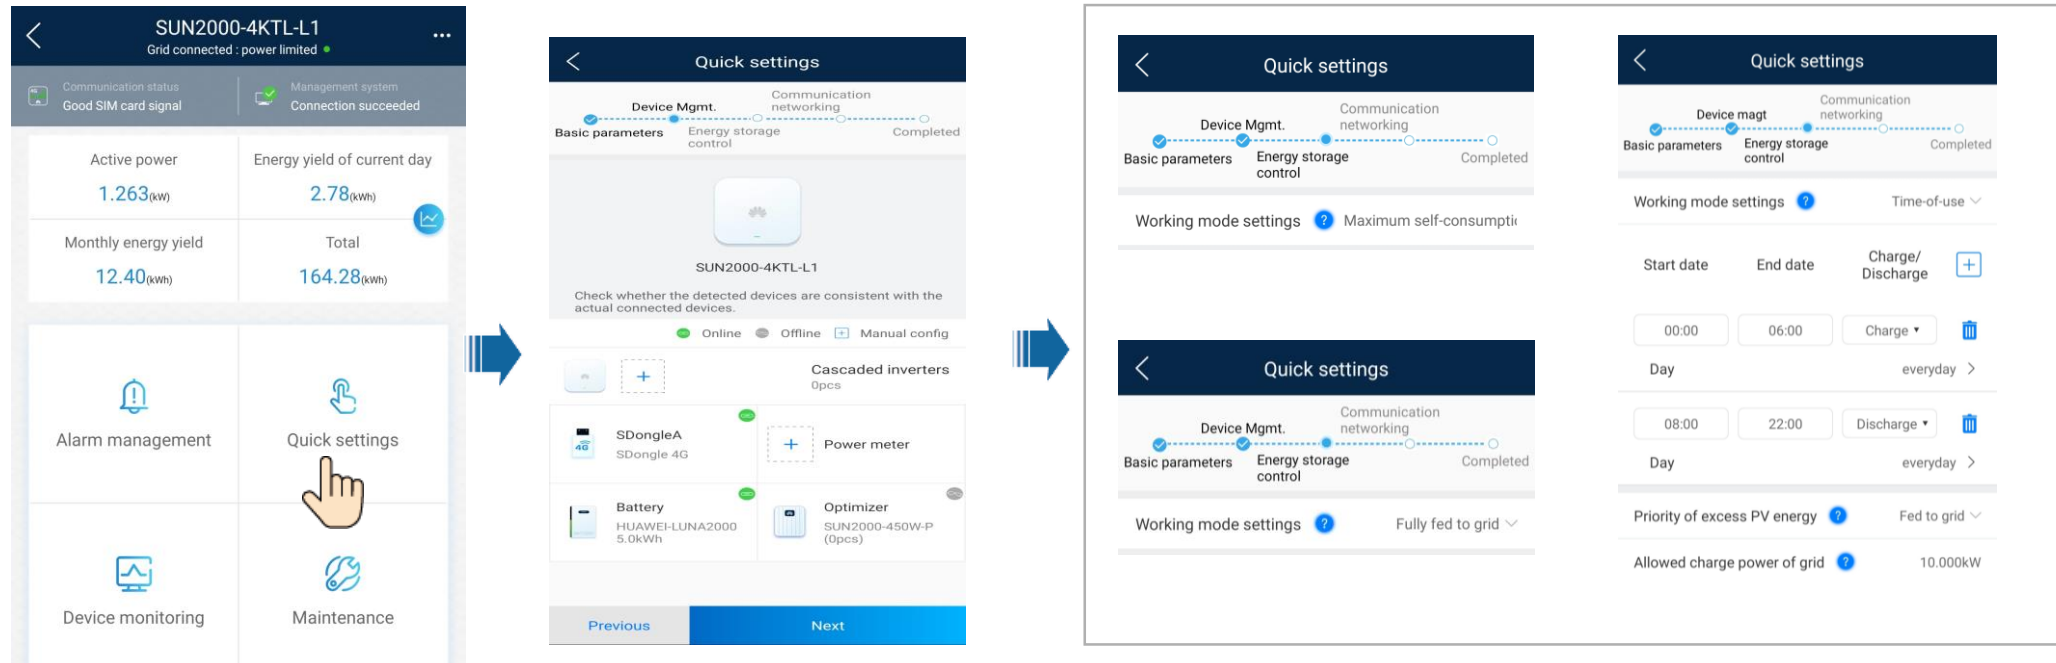 SUN2000-4KTL-L1
Grid connected : power limited
Communication status
Good SIM card signal
Management system
Connection succeeded
Active power
1.263(kW)
Energy yield of current day
2.78(kWh)
Monthly energy yield
12.40(kWh)
Total
164.28(kWh)
Alarm management
Quick settings
Device monitoring
Maintenance
Quick settings
Device Mgmt.
Communication
networking
Basic parameters
Energy storage
control
Completed
SUN2000-4KTL-L1
Check whether the detected devices are consistent with the
actual connected devices.
Online
Offline
Manual config
Cascaded inverters
0pcs
4G
SDongleA
SDongle 4G
Power meter
Battery
HUAWEI-LUNA2000
5.0kWh
Optimizer
SUN2000-450W-P
(0pcs)
Previous
Next
Quick settings
Device Mgmt.
Communication
networking
Basic parameters
Energy storage
control
Completed
Working mode settings ? Maximum self-consumptic
Quick settings
Device Mgmt.
Communication
networking
Basic parameters
Energy storage
control
Completed
Working mode settings ? Fully fed to grid
Quick settings
Device magt
Communication
networking
Basic parameters
Energy storage
control
Completed
Working mode settings ? Time-of-use
Start date End date Charge/
Discharge
00:00 06:00 Charge
Day everyday
08:00 22:00 Discharge
Day everyday
Priority of excess PV energy ? Fed to grid
Allowed charge power of grid ? 10.000kW